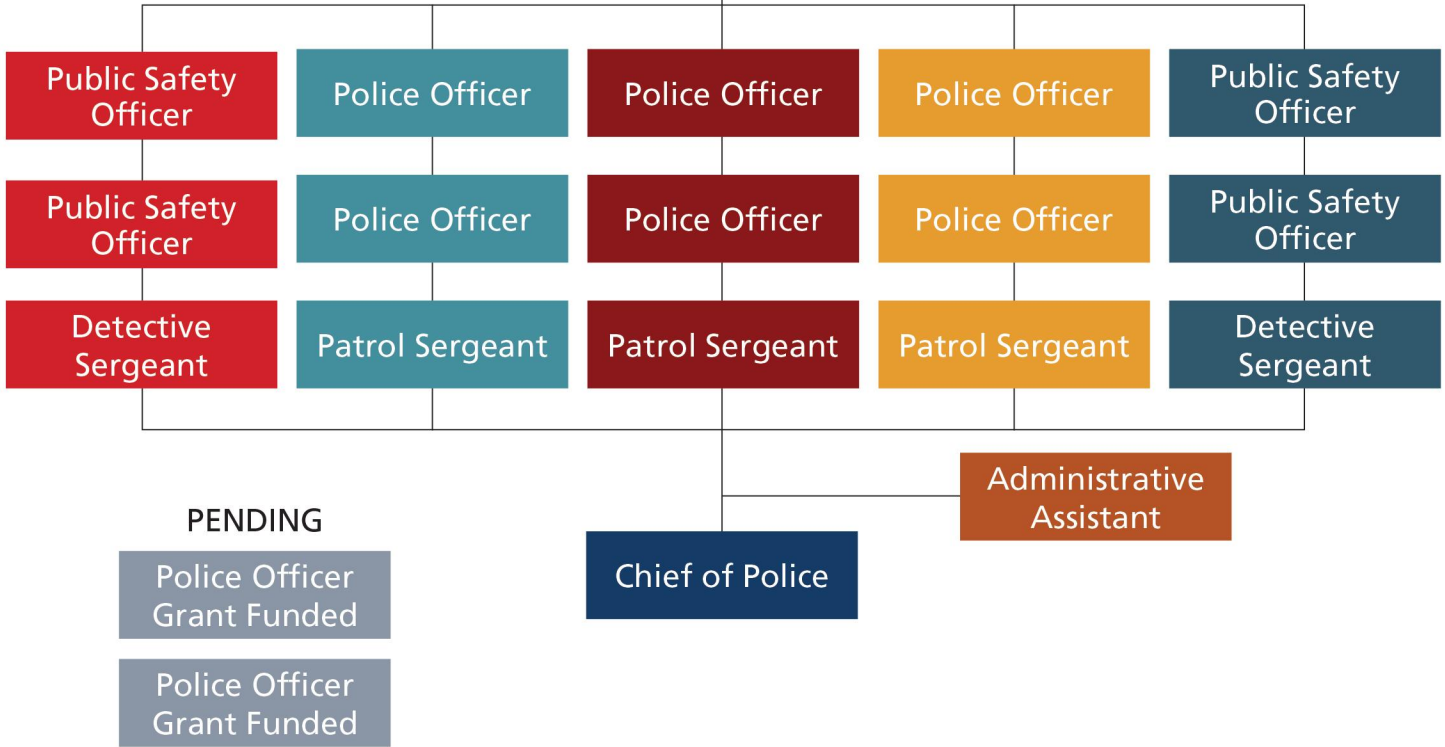 Public Safety
Officer
Police Officer
Police Officer
Police Officer
Public Safety
Officer
Public Safety
Officer
Police Officer
Police Officer
Police Officer
Public Safety
Officer
Detective
Sergeant
Patrol Sergeant
Patrol Sergeant
Patrol Sergeant
Detective
Sergeant
Administrative
Assistant
PENDING
Police Officer
Grant Funded
Chief of Police
Police Officer
Grant Funded